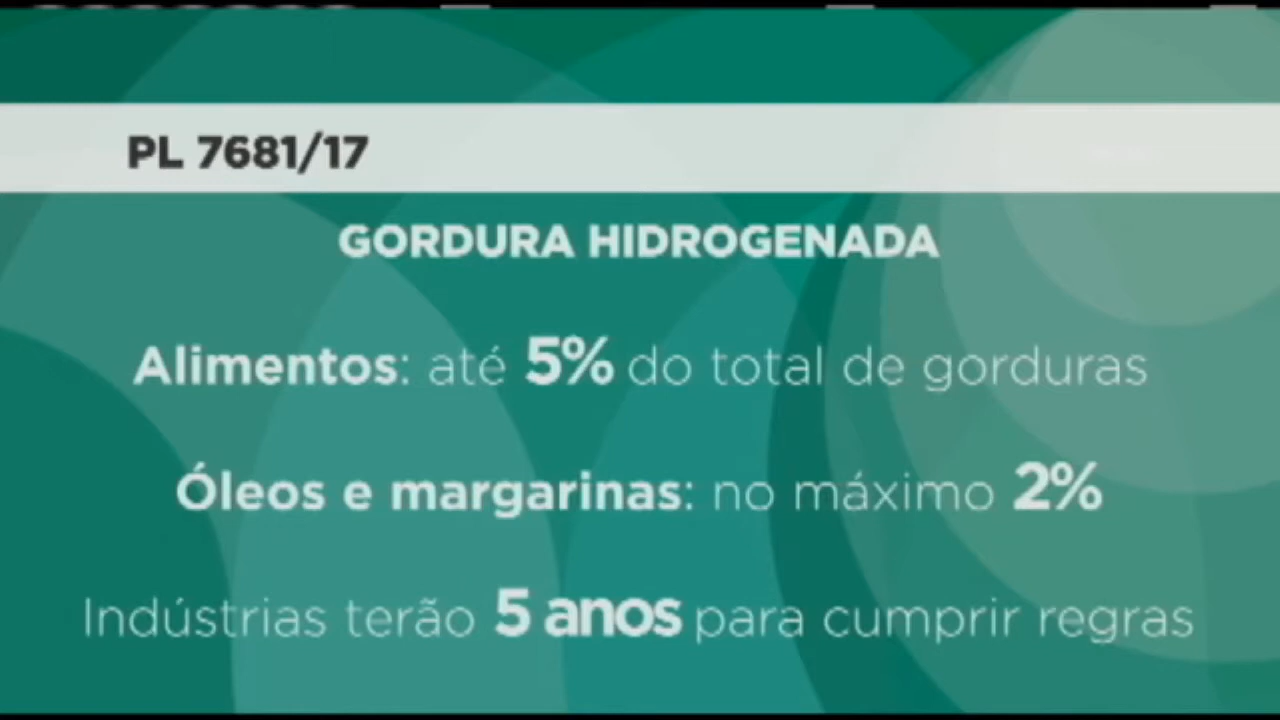 PL 7681/17
GORDURA HIDROGENADA
Alimentos: até 5% do total de gorduras
Óleos e margarinas: no máximo 2%
Indústrias terão 5 anos para cumprir regras